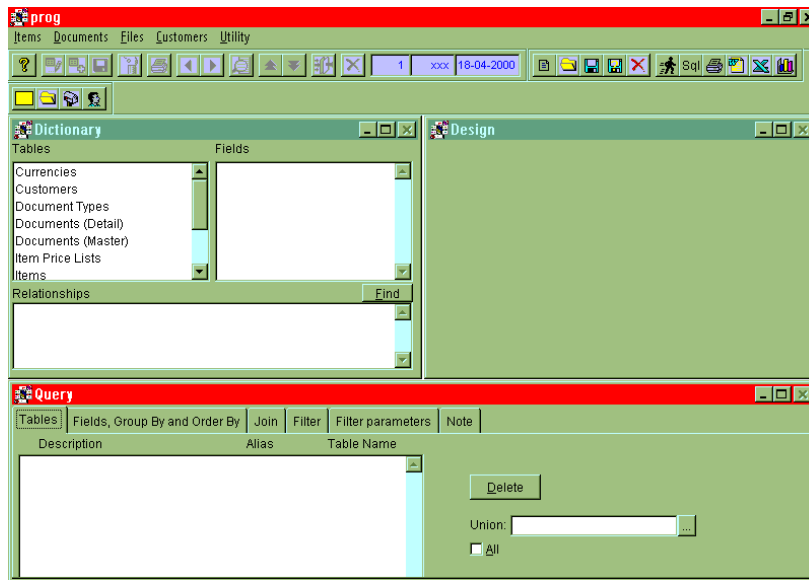 prog
Items Documents Files Customers Utility
? 1 xxx 18-04-2000 Sql
Dictionary
Tables Fields
Currencies
Customers
Document Types
Documents (Detail)
Documents (Master)
Item Price Lists
Items
Relationships Find
Design
Query
Tables Fields, Group By and Order By Join Filter Filter parameters Note
Description Alias Table Name
Delete
Union: ...
All